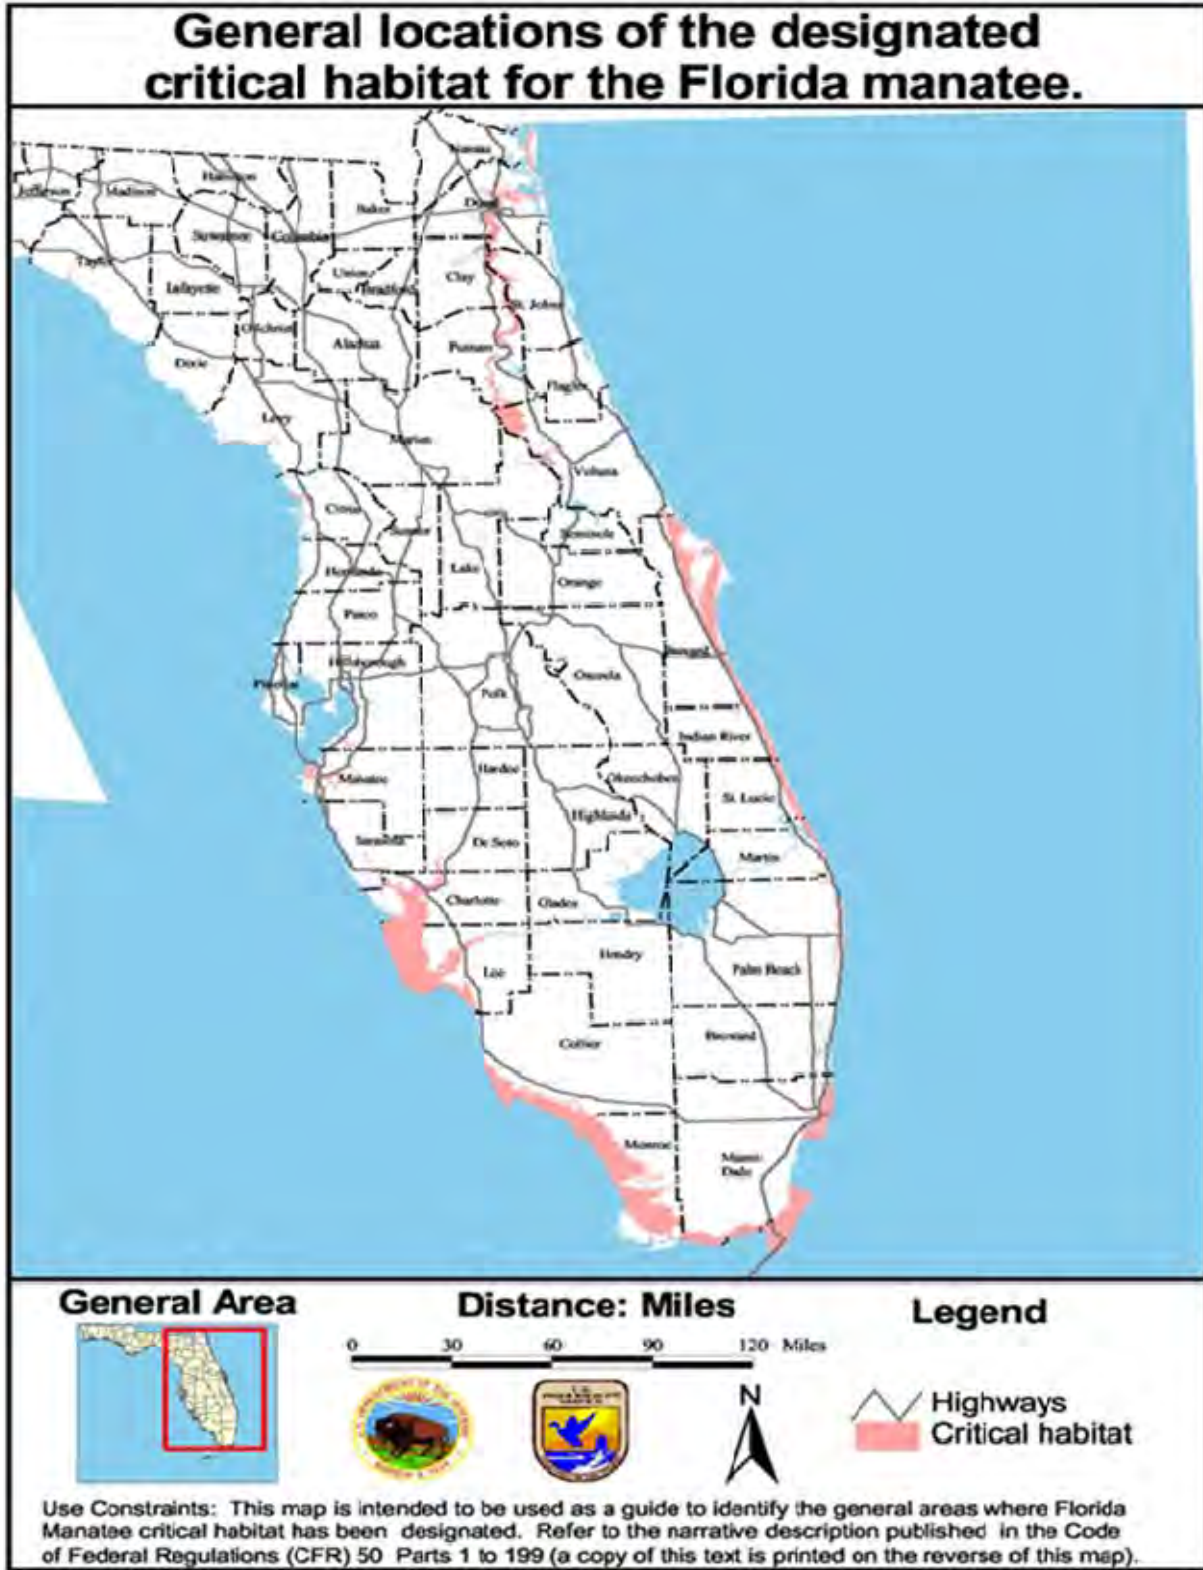 General locations of the designated
critical habitat for the Florida manatee.
Nassau
Hamilton
Jefferson
Madison
Baker
Duval
Suwannee
Columbia
Taylor
Union
Bradford
Clay
Lafayette
St. Johns
Gilchrist
Alachua
Putnam
Dixie
Flagler
Levy
Marion
Volusia
Citrus
Sumter
Seminole
Hernando
Lake
Orange
Pasco
Hillsborough
Brevard
Pinellas
Polk
Osceola
Indian River
Manatee
Hardee
Okeechobee
Highlands
St. Lucie
Sarasota
De Soto
Martin
Charlotte
Glades
Lee
Hendry
Palm Beach
Collier
Broward
Monroe
Miami-
Dade
General Area
Distance: Miles
Legend
0 30 60 90 120 Miles
N
Highways
Critical habitat
Use Constraints: This map is intended to be used as a guide to identify the general areas where Florida
Manatee critical habitat has been designated. Refer to the narrative description published in the Code
of Federal Regulations (CFR) 50 Parts 1 to 199 (a copy of this text is printed on the reverse of this map).